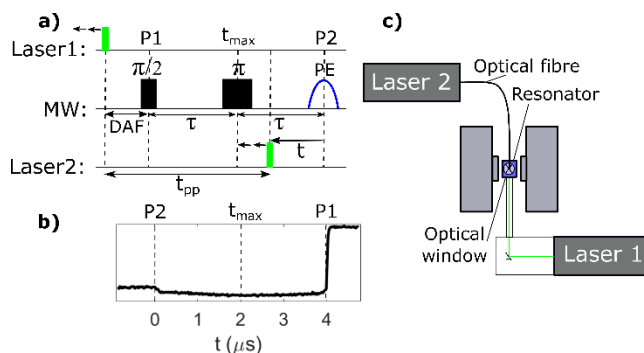 a)
P1
t_max
P2
Laser1:
π/2
π
PE
MW:
DAF
τ
τ
t
Laser2:
t_pp
b)
P2
t_max
P1
0
1
2
3
4
t (μs)
c)
Laser 2
Optical fibre
Resonator
Optical
window
Laser 1